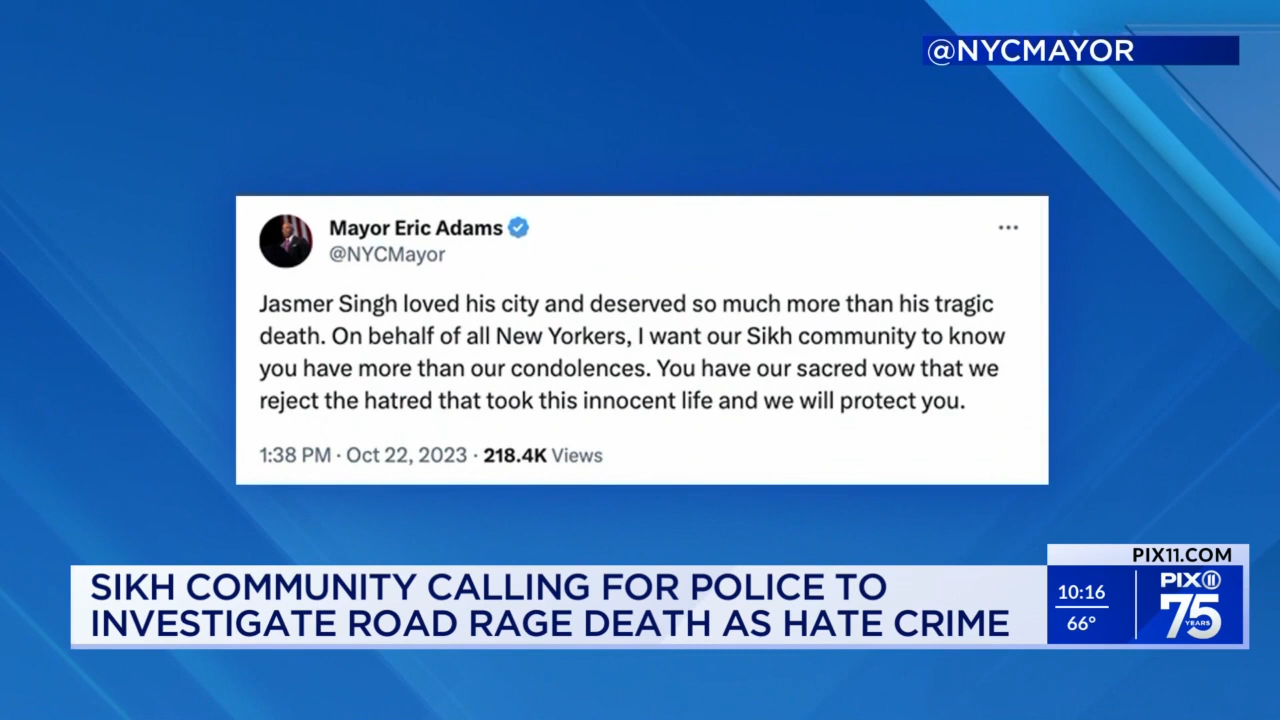 @NYCMAYOR
Mayor Eric Adams
@NYCMayor
Jasmer Singh loved his city and deserved so much more than his tragic
death. On behalf of all New Yorkers, I want our Sikh community to know
you have more than our condolences. You have our sacred vow that we
reject the hatred that took this innocent life and we will protect you.
1:38 PM · Oct 22, 2023 · 218.4K Views
SIKH COMMUNITY CALLING FOR POLICE TO
INVESTIGATE ROAD RAGE DEATH AS HATE CRIME
PIX11.COM
10:16
66°
PIX11
75
YEARS